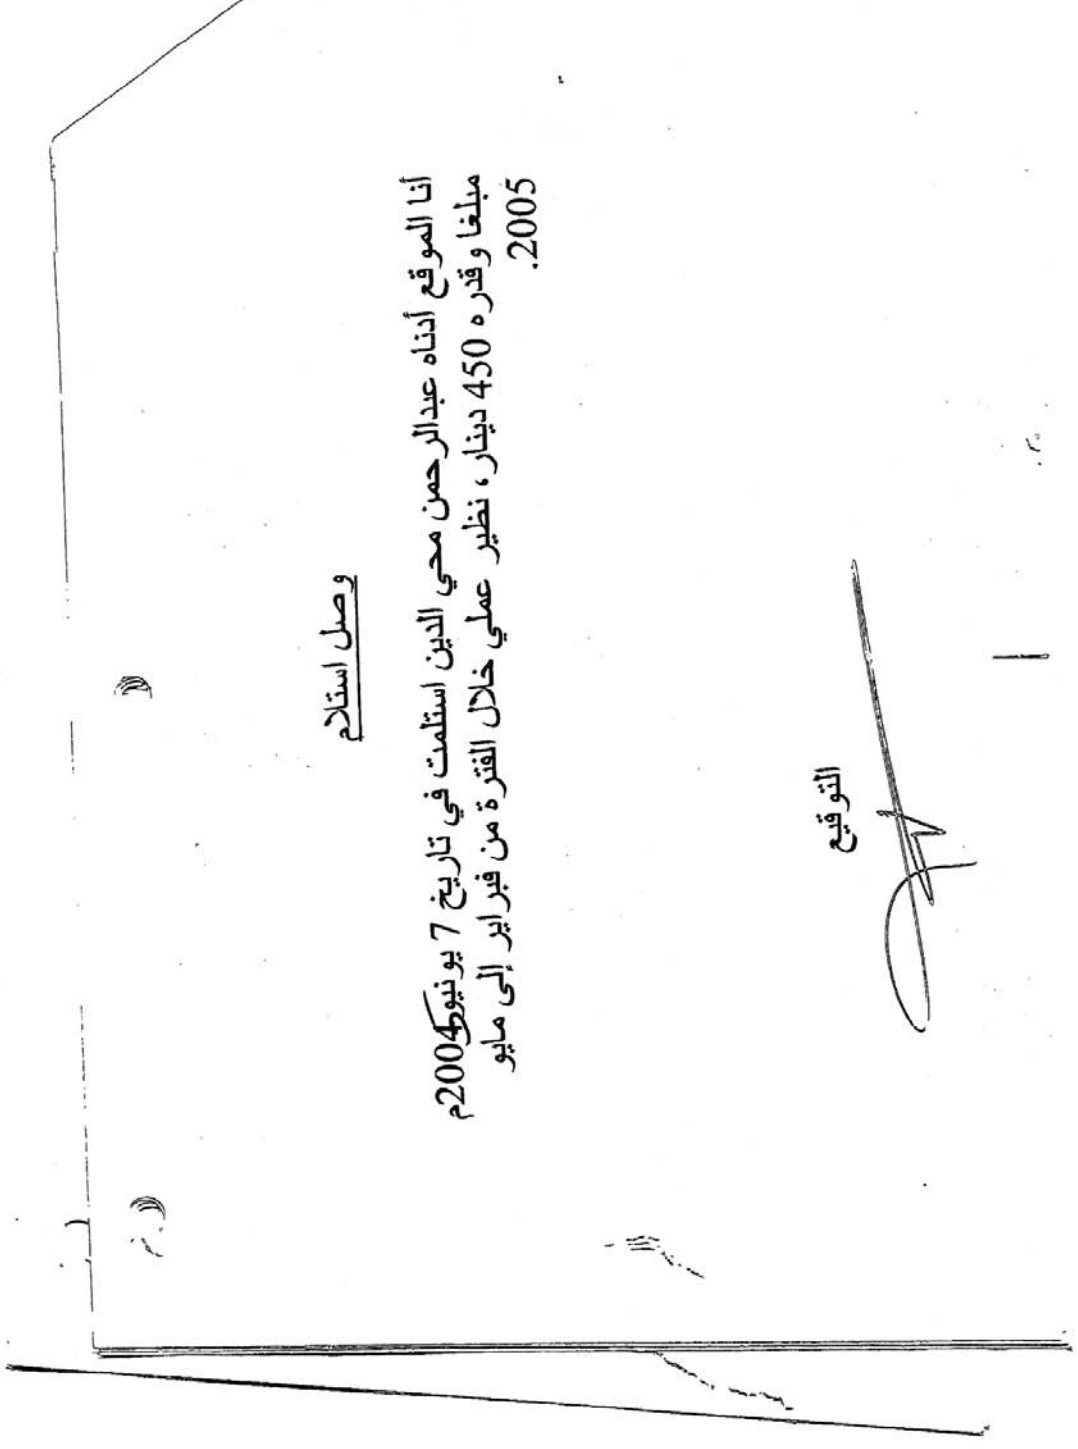 وصل استلام
أنا الموقع أدناه عبدالرحمن محي الدين استلمت في تاريخ 7 يونيو 2005م
مبلغا وقدره 450 دينار، نظير عملي خلال الفترة من فبراير إلى مايو
2005.
التوقيع